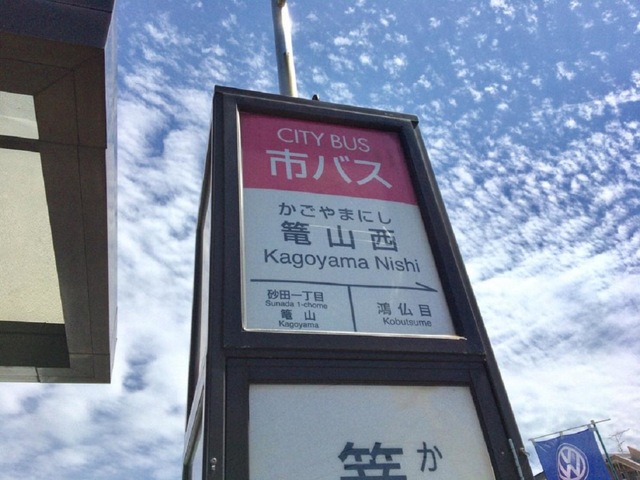 CITY BUS
市バス
かごやまにし
篭山西
Kagoyama Nishi
砂田一丁目
Sunada 1-chome
篭山
Kagoyama
鴻仏目
Kobutsume
か